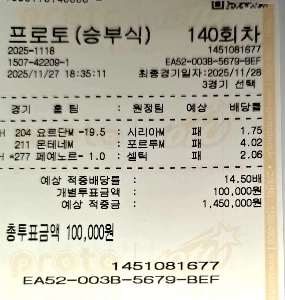 프로토(승부식) 140회차
2025-1118 1451081677
1507-42209-1 EA52-003B-5679-BEF
2025/11/27 18:35:11 최종경기일자:2025/11/28
3경기 선택
경기 홈팀 : 원정팀 예상 배당률
H 204 요르단M -19.5 : 시리아M 패 1.75
211 몬테네M : 포르투M 패 4.02
H *277 페예노르- 1.0 : 셀틱 패 2.06
예상 적중배당률 : 14.50배
개별투표금액 100,000원
예상 적중금 : 1,450,000원
총투표금액 100,000원
1451081677
EA52-003B-5679-BEF